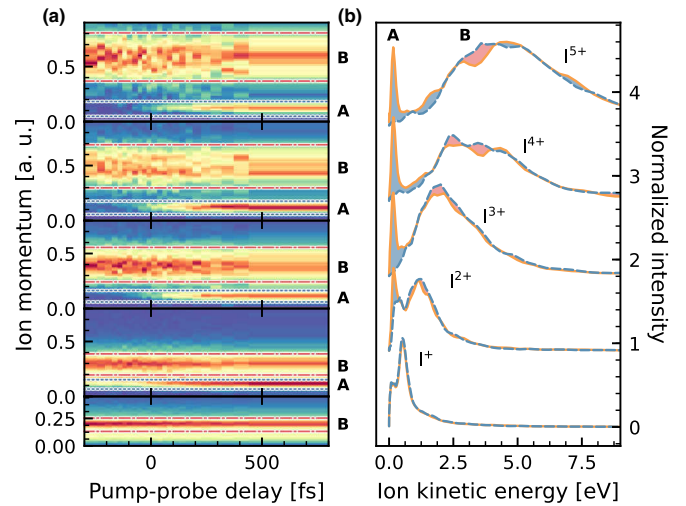 (a)
(b)
A
B
B
A
B
A
B
A
B
A
B
0.5
0.0
0.5
0.0
0.5
0.5
0.0
0.25
0.00
Ion momentum [a. u.]
0
500
Pump-probe delay [fs]
I5+
I4+
I3+
I2+
I+
4
3
2
1
0
Normalized intensity
0.0
2.5
5.0
7.5
Ion kinetic energy [eV]